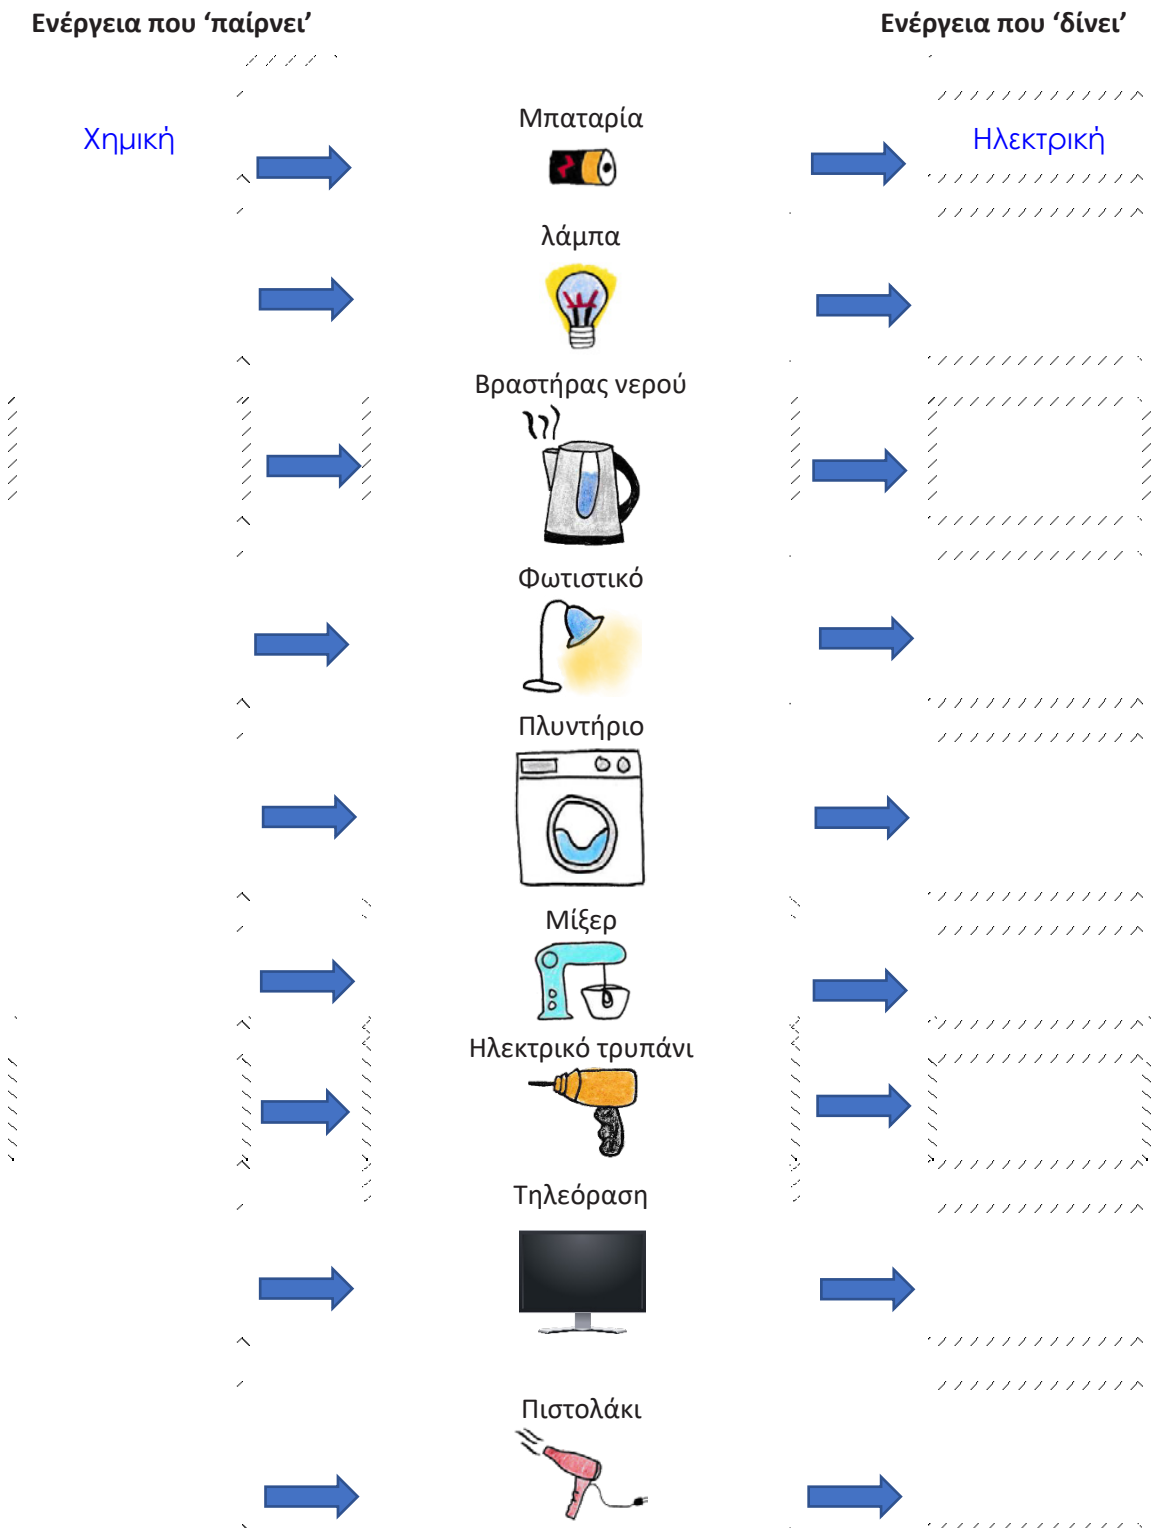 Ενέργεια που ‘παίρνει’ Ενέργεια που ‘δίνει’
Μπαταρία
Χημική Ηλεκτρική
λάμπα
Βραστήρας νερού
Φωτιστικό
Πλυντήριο
Μίξερ
Ηλεκτρικό τρυπάνι
Τηλεόραση
Πιστολάκι